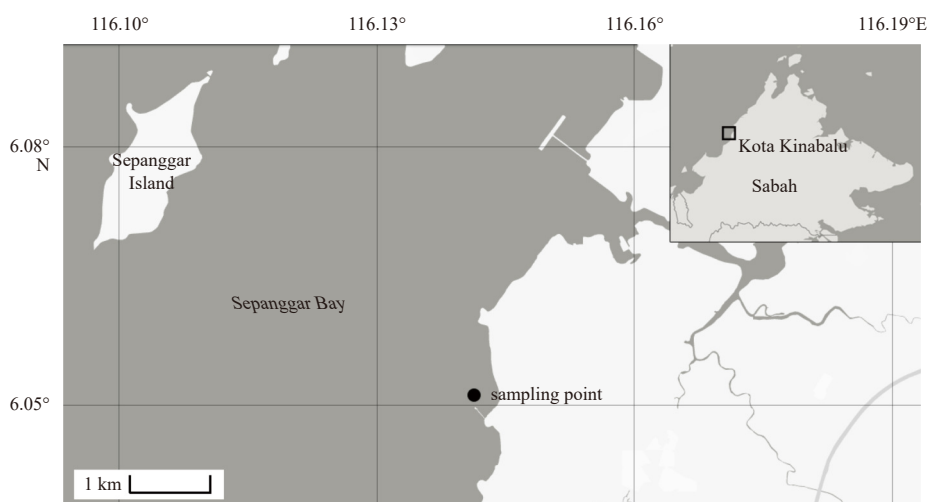 116.10°
116.13°
116.16°
116.19°E
6.08°
N
Sepanggar
Island
Kota Kinabalu
Sabah
Sepanggar Bay
sampling point
6.05°
1 km